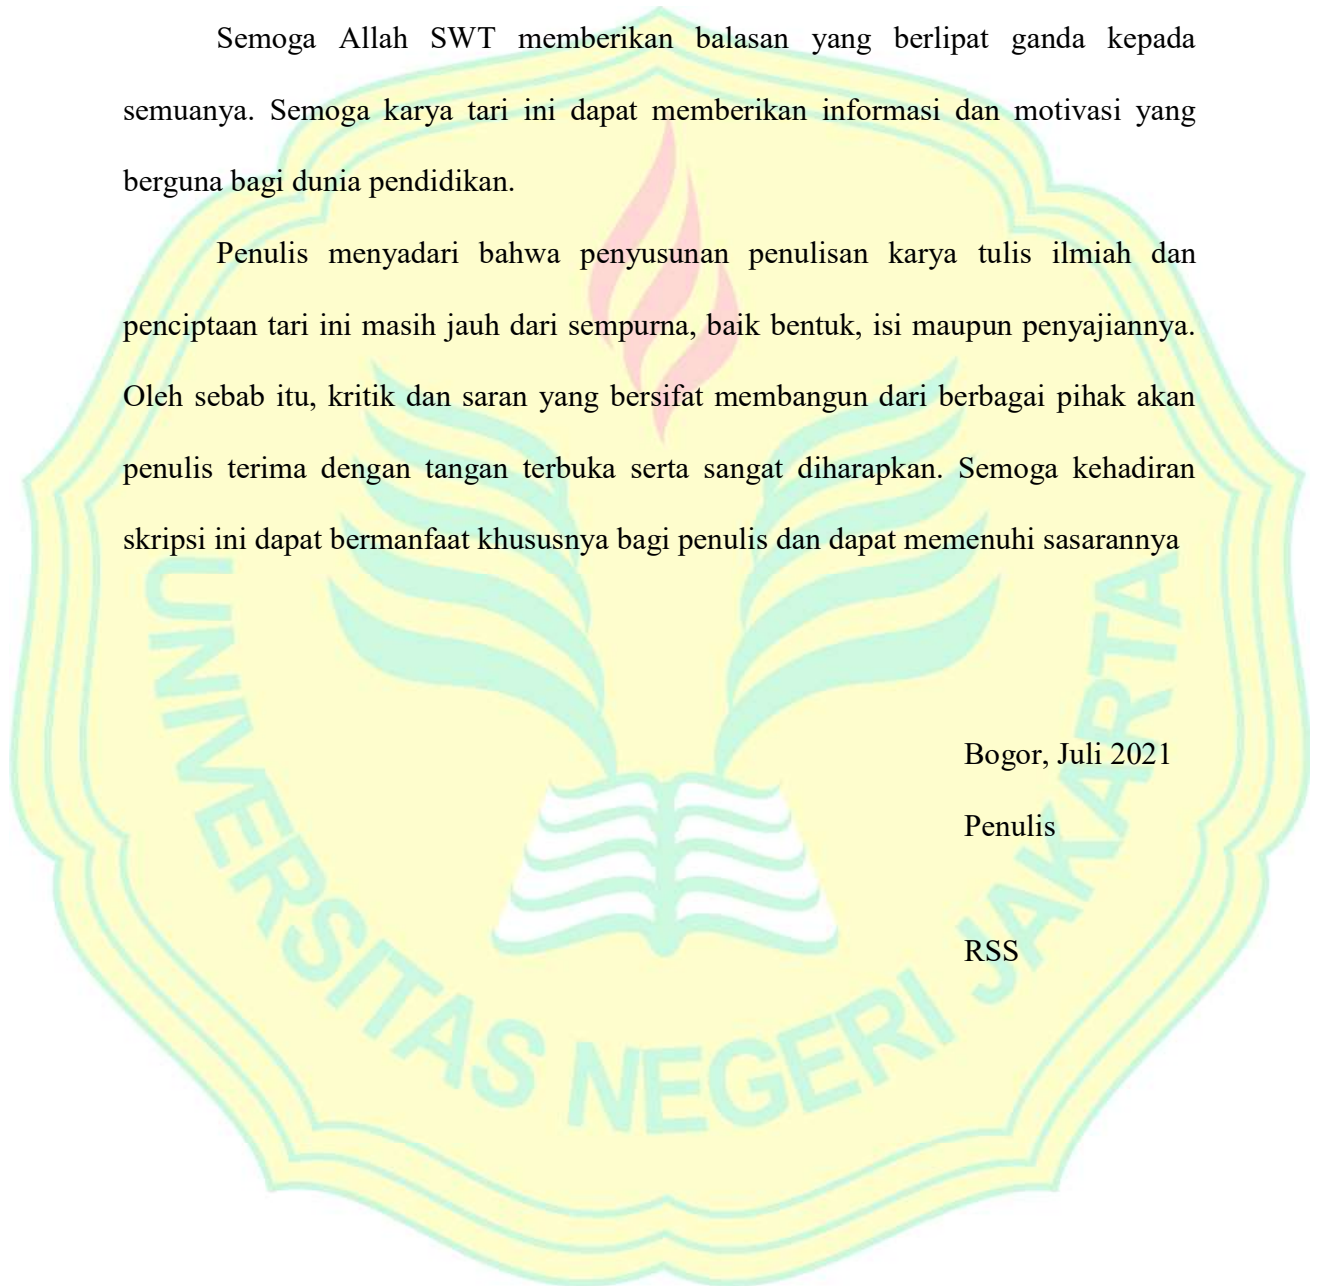 Semoga Allah SWT memberikan balasan yang berlipat ganda kepada
semuanya. Semoga karya tari ini dapat memberikan informasi dan motivasi yang
berguna bagi dunia pendidikan.
Penulis menyadari bahwa penyusunan penulisan karya tulis ilmiah dan
penciptaan tari ini masih jauh dari sempurna, baik bentuk, isi maupun penyajiannya.
Oleh sebab itu, kritik dan saran yang bersifat membangun dari berbagai pihak akan
penulis terima dengan tangan terbuka serta sangat diharapkan. Semoga kehadiran
skripsi ini dapat bermanfaat khususnya bagi penulis dan dapat memenuhi sasarannya
Bogor, Juli 2021
Penulis
RSS
UNIVERSITAS NEGERI JAKARTA